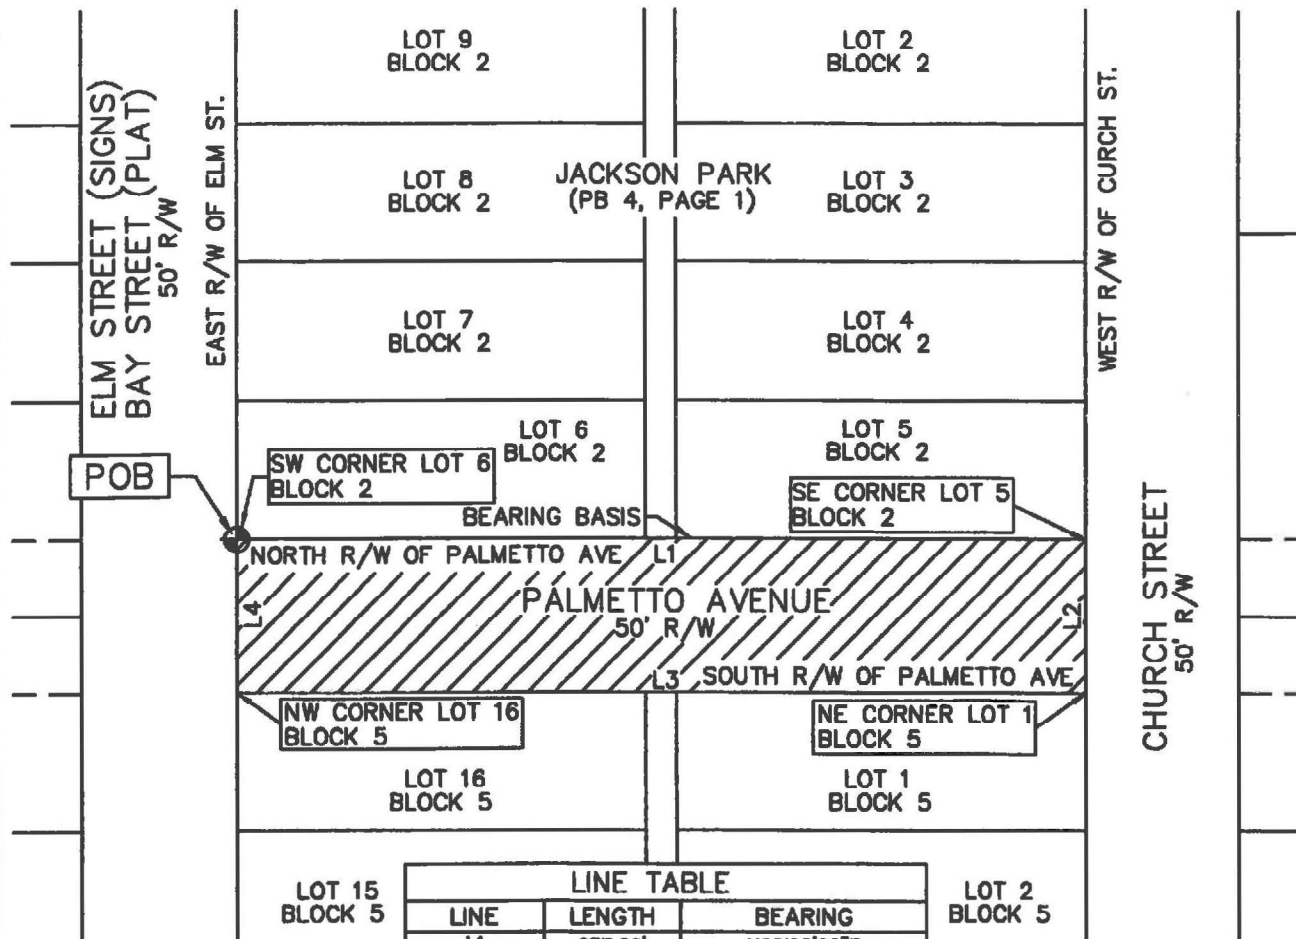 LOT 9
BLOCK 2
LOT 2
BLOCK 2
ELM STREET (SIGNS)
BAY STREET (PLAT)
50' R/W
EAST R/W OF ELM ST.
WEST R/W OF CURCH ST.
JACKSON PARK
(PB 4, PAGE 1)
LOT 8
BLOCK 2
LOT 3
BLOCK 2
LOT 7
BLOCK 2
LOT 4
BLOCK 2
LOT 6
BLOCK 2
LOT 5
BLOCK 2
POB
SW CORNER LOT 6
BLOCK 2
SE CORNER LOT 5
BLOCK 2
BEARING BASIS
NORTH R/W OF PALMETTO AVE
L1
PALMETTO AVENUE
50' R/W
L4
L2
L3
SOUTH R/W OF PALMETTO AVE
CHURCH STREET
50' R/W
NW CORNER LOT 16
BLOCK 5
NE CORNER LOT 1
BLOCK 5
LOT 16
BLOCK 5
LOT 1
BLOCK 5
LOT 15
BLOCK 5
LINE TABLE
LINE LENGTH BEARING
LOT 2
BLOCK 5